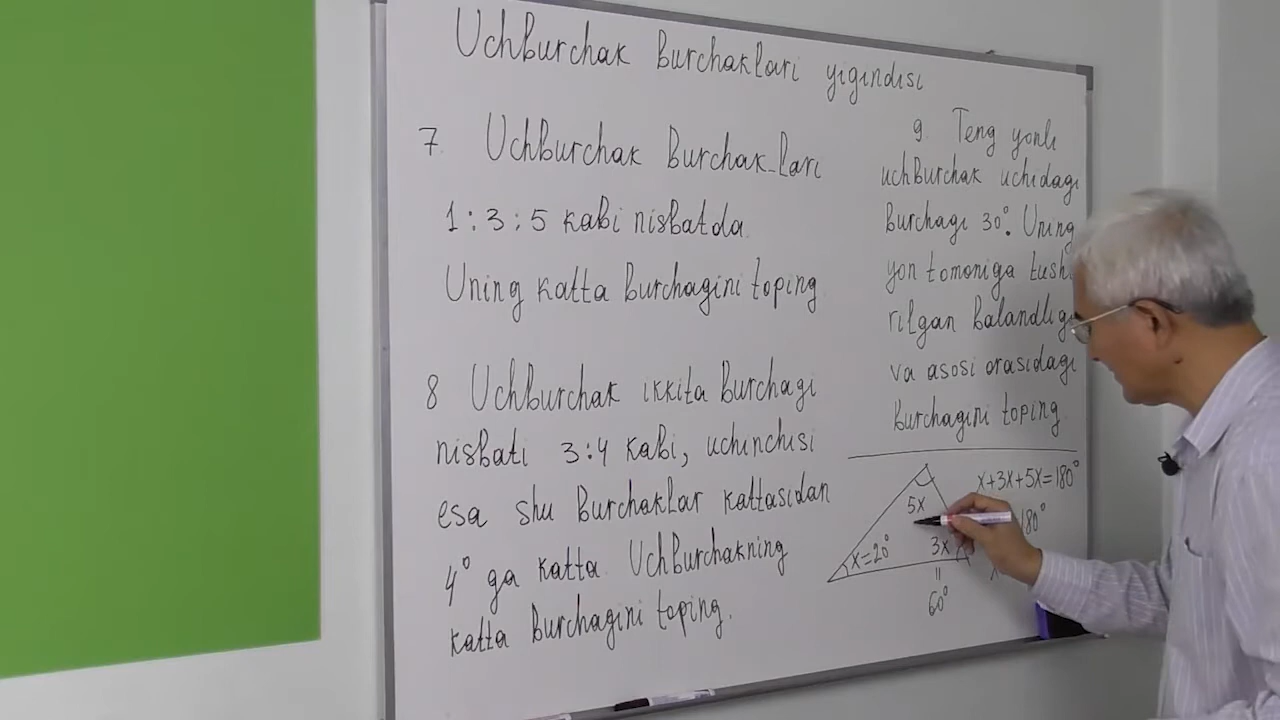 Uchburchak burchaklari yigindisi
7. Uchburchak burchak-lari
1:3:5 kabi nisbatda
Uning katta burchagini toping
8 Uchburchak ikkita burchagi
nisbati 3:4 kabi, uchinchisi
esa shu burchaklar kattasidan
4° ga katta Uchburchakning
katta burchagini toping.
9. Teng yonli
uchburchak uchidagi
burchagi 30°. Uning
yon tomoniga tushi
rilgan balandligi
va asosi orasidagi
burchagini toping
x+3x+5x=180°
180°
5x
x=20°
3x
=
60°